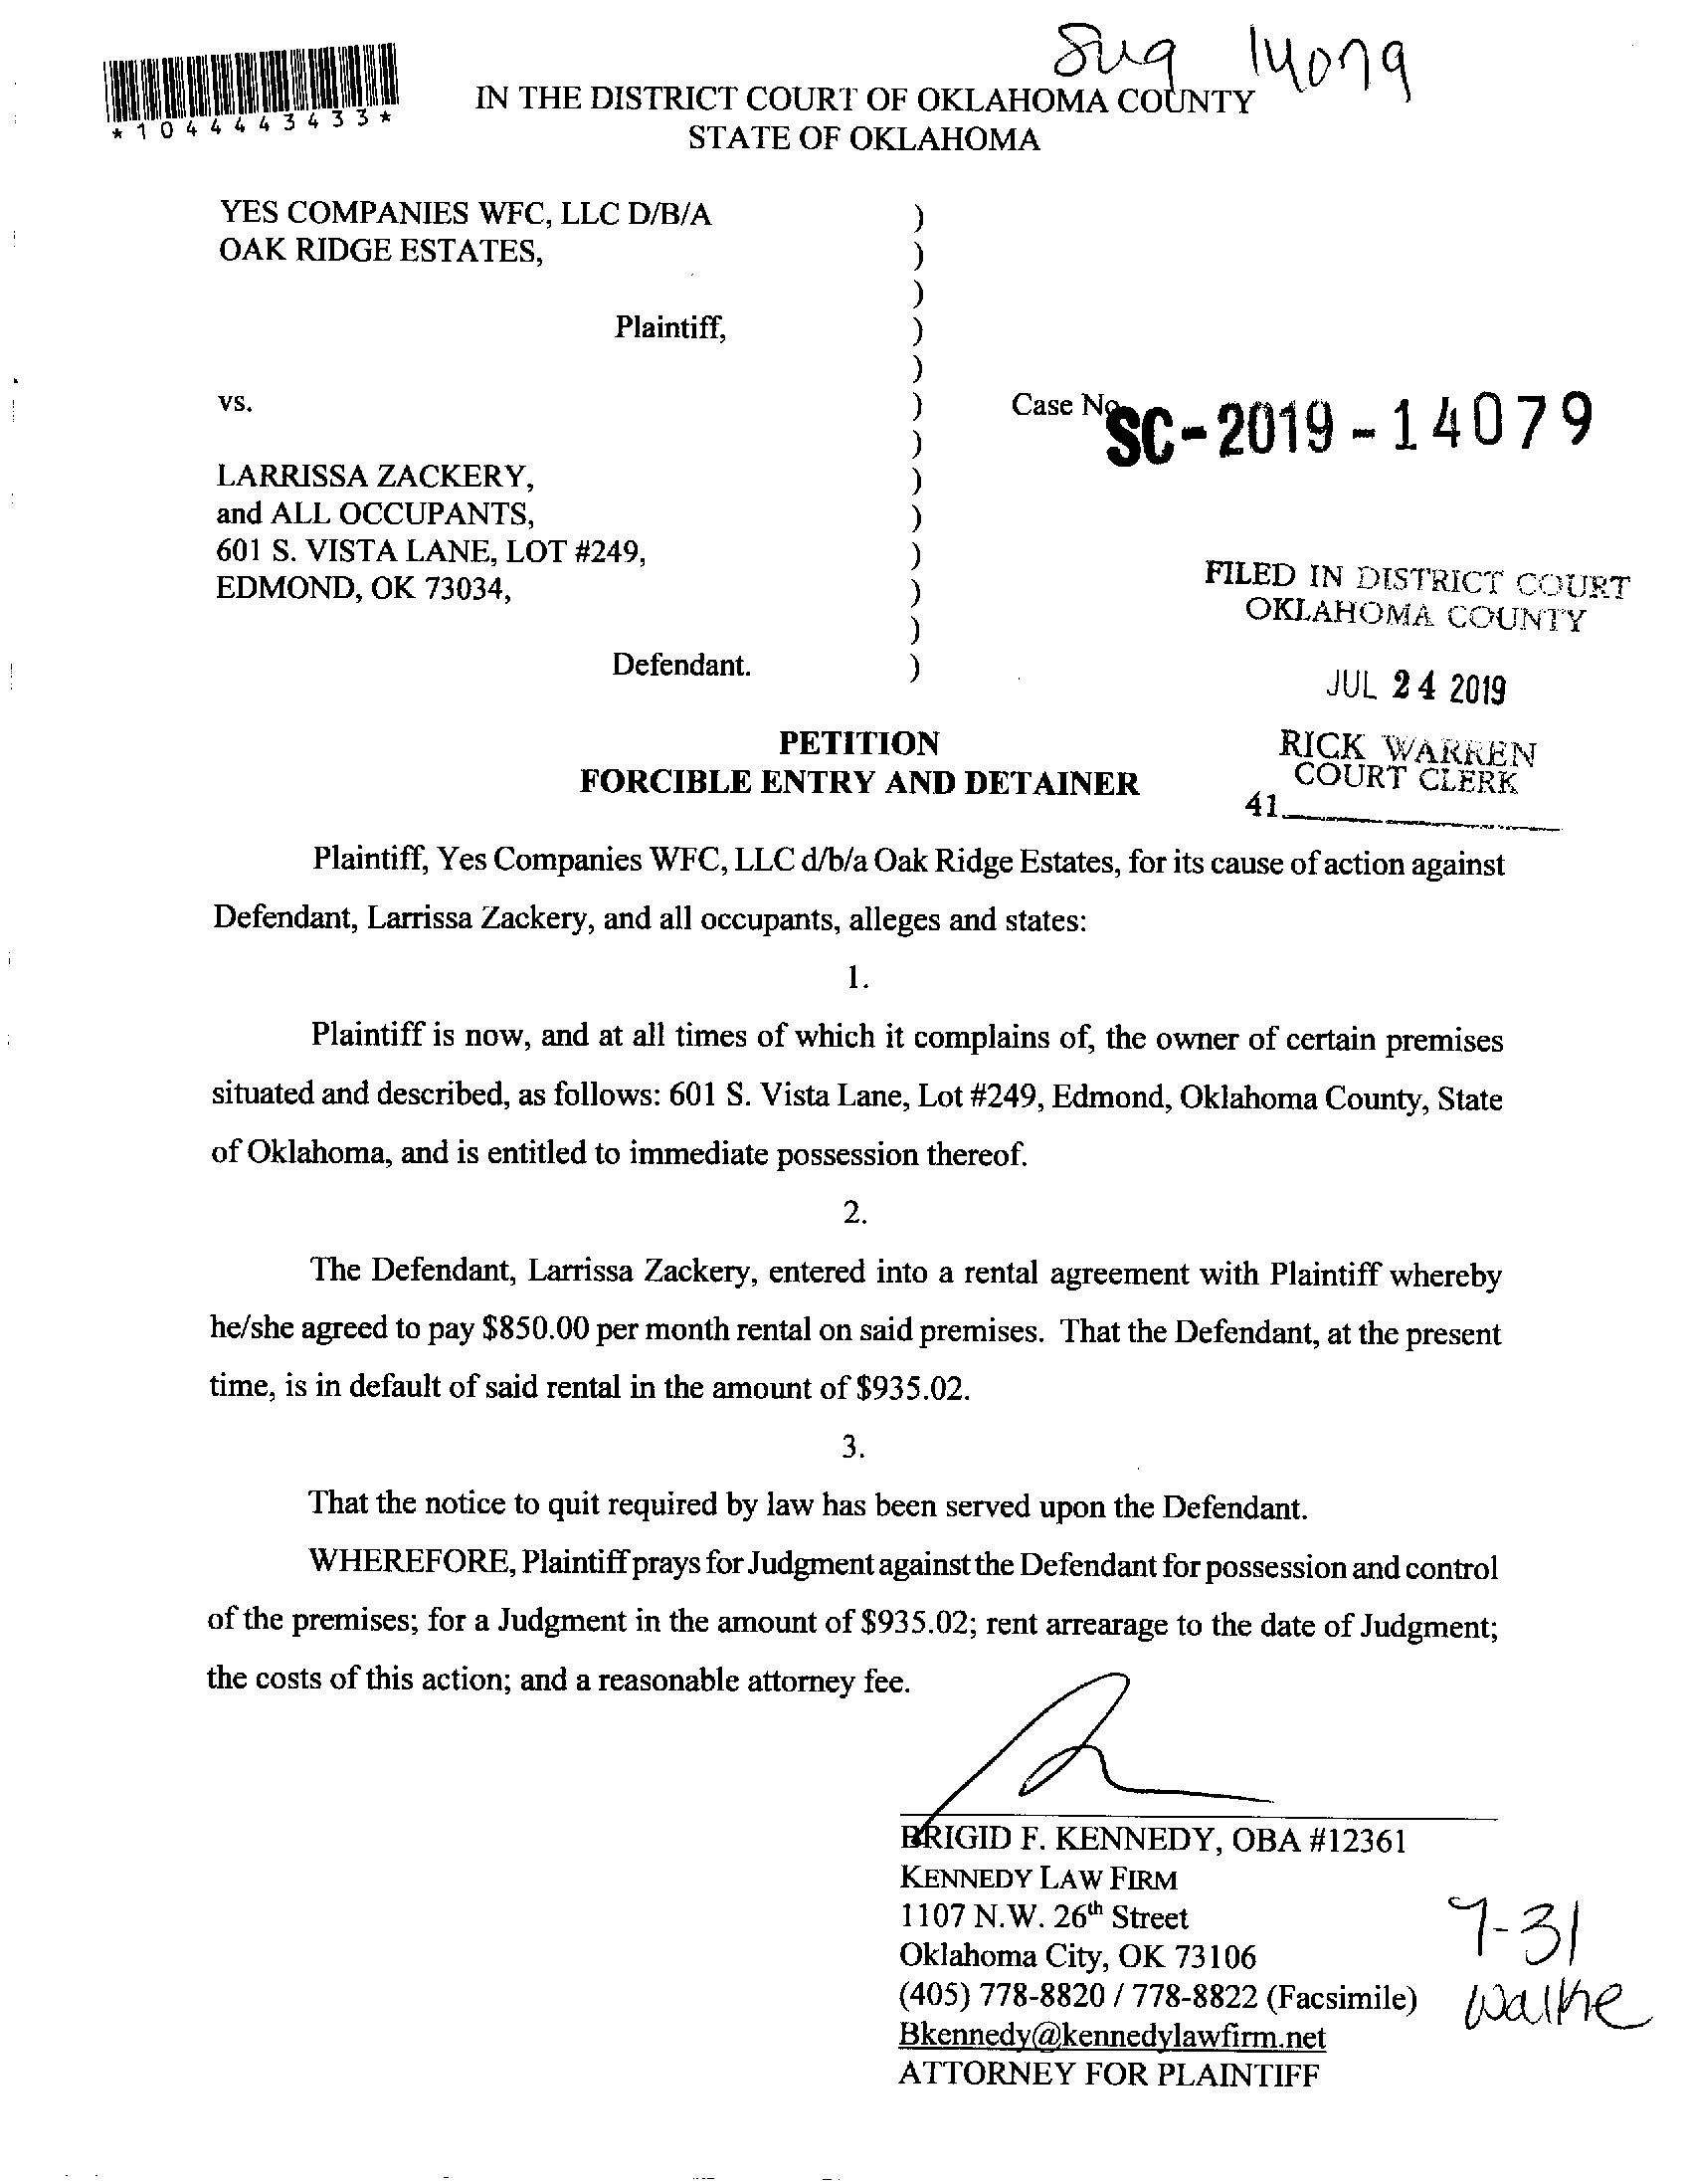 14079
*1044443433*
IN THE DISTRICT COURT OF OKLAHOMA COUNTY
STATE OF OKLAHOMA
YES COMPANIES WFC, LLC D/B/A )
OAK RIDGE ESTATES, )
)
Plaintiff, )
)
vs. )
Case No.
SC-2019-14079
)
LARRISSA ZACKERY, )
and ALL OCCUPANTS, )
601 S. VISTA LANE, LOT #249, )
EDMOND, OK 73034, )
)
Defendant. )
FILED IN DISTRICT COURT
OKLAHOMA COUNTY
JUL 24 2019
RICK WARREN
COURT CLERK
41
PETITION
FORCIBLE ENTRY AND DETAINER
Plaintiff, Yes Companies WFC, LLC d/b/a Oak Ridge Estates, for its cause of action against
Defendant, Larrissa Zackery, and all occupants, alleges and states:
1.
Plaintiff is now, and at all times of which it complains of, the owner of certain premises
situated and described, as follows: 601 S. Vista Lane, Lot #249, Edmond, Oklahoma County, State
of Oklahoma, and is entitled to immediate possession thereof.
2.
The Defendant, Larrissa Zackery, entered into a rental agreement with Plaintiff whereby
he/she agreed to pay $850.00 per month rental on said premises. That the Defendant, at the present
time, is in default of said rental in the amount of $935.02.
3.
That the notice to quit required by law has been served upon the Defendant.
WHEREFORE, Plaintiff prays for Judgment against the Defendant for possession and control
of the premises; for a Judgment in the amount of $935.02; rent arrearage to the date of Judgment;
the costs of this action; and a reasonable attorney fee.
BRIGID F. KENNEDY, OBA #12361
KENNEDY LAW FIRM
1107 N.W. 26th Street
Oklahoma City, OK 73106
(405) 778-8820 / 778-8822 (Facsimile)
Bkennedy@kennedylawfirm.net
ATTORNEY FOR PLAINTIFF
7-31